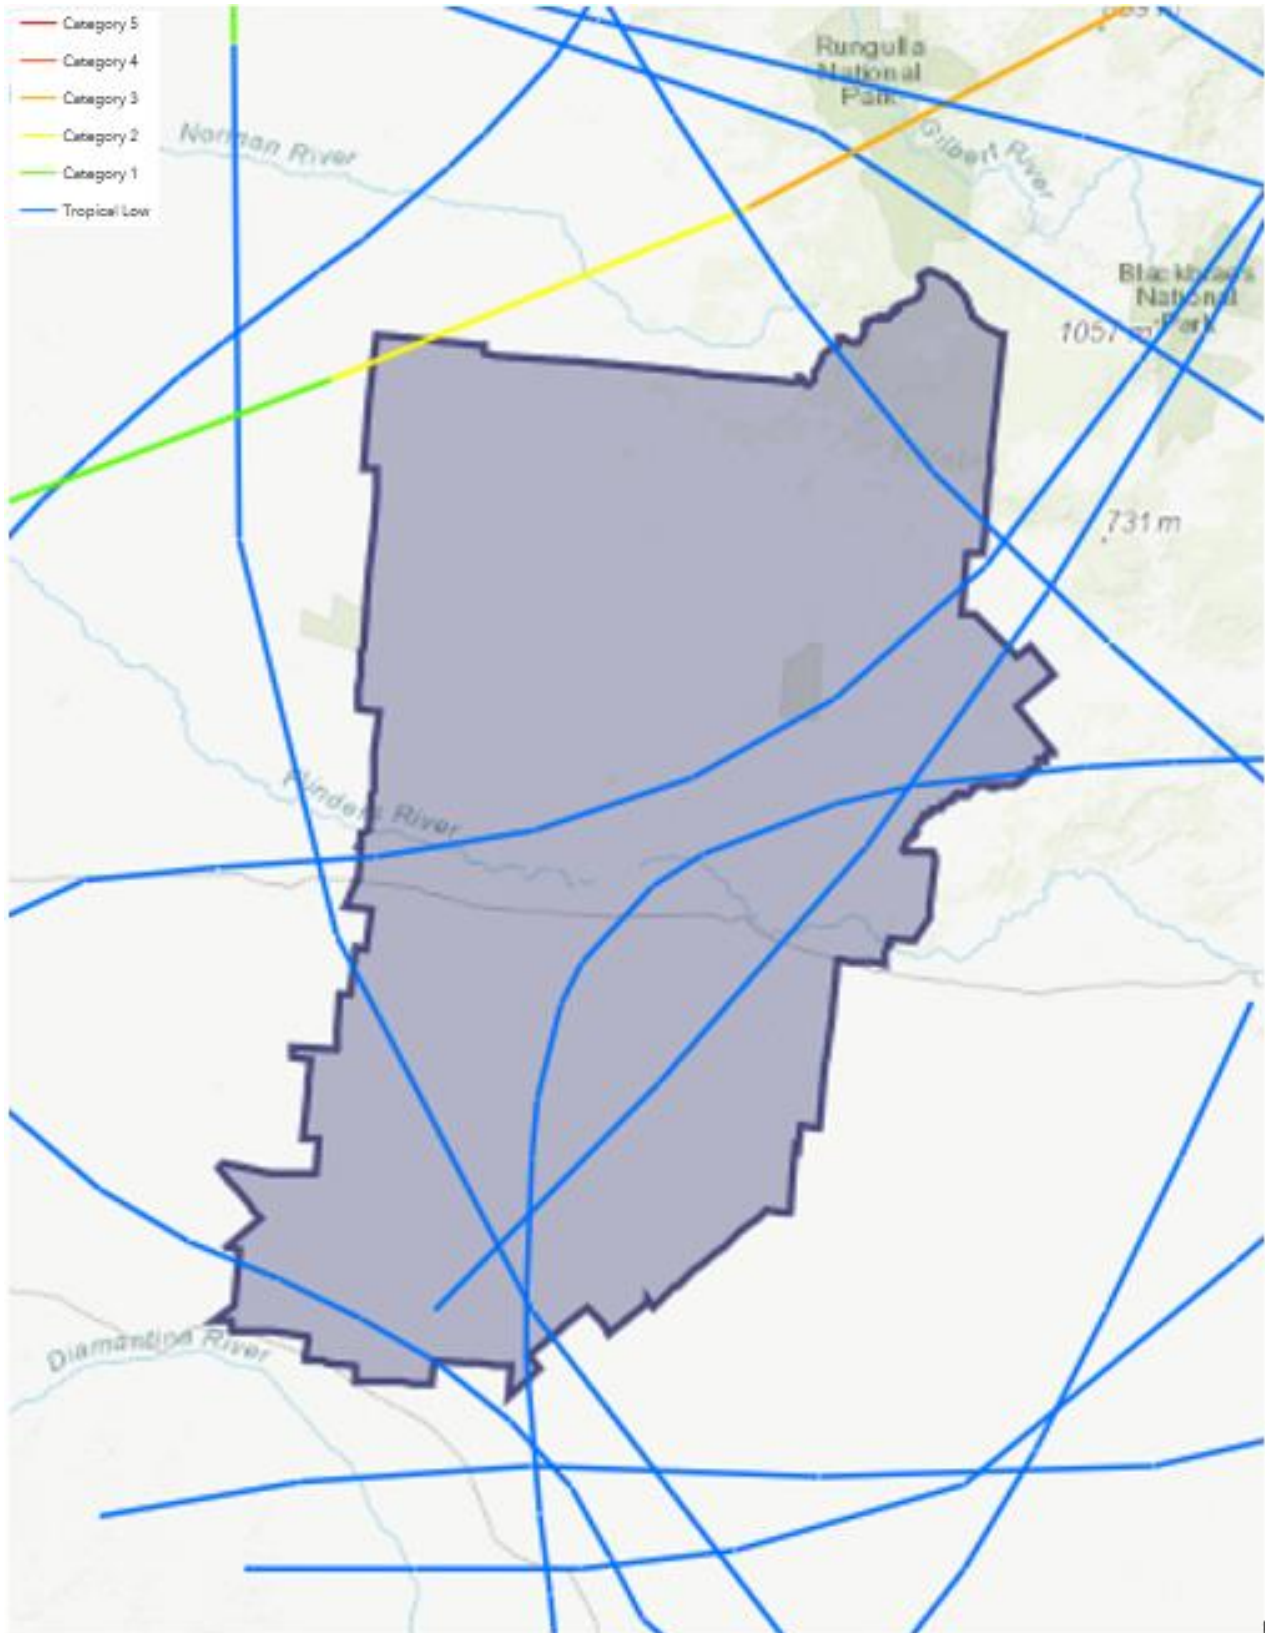 Category 5
Category 4
Category 3
Category 2
Category 1
Tropical Low
Rungulla
National
Park
Norman River
Gilbert River
Blackbraes
National
Park
1057 m
731 m
Flinders River
Diamantina River